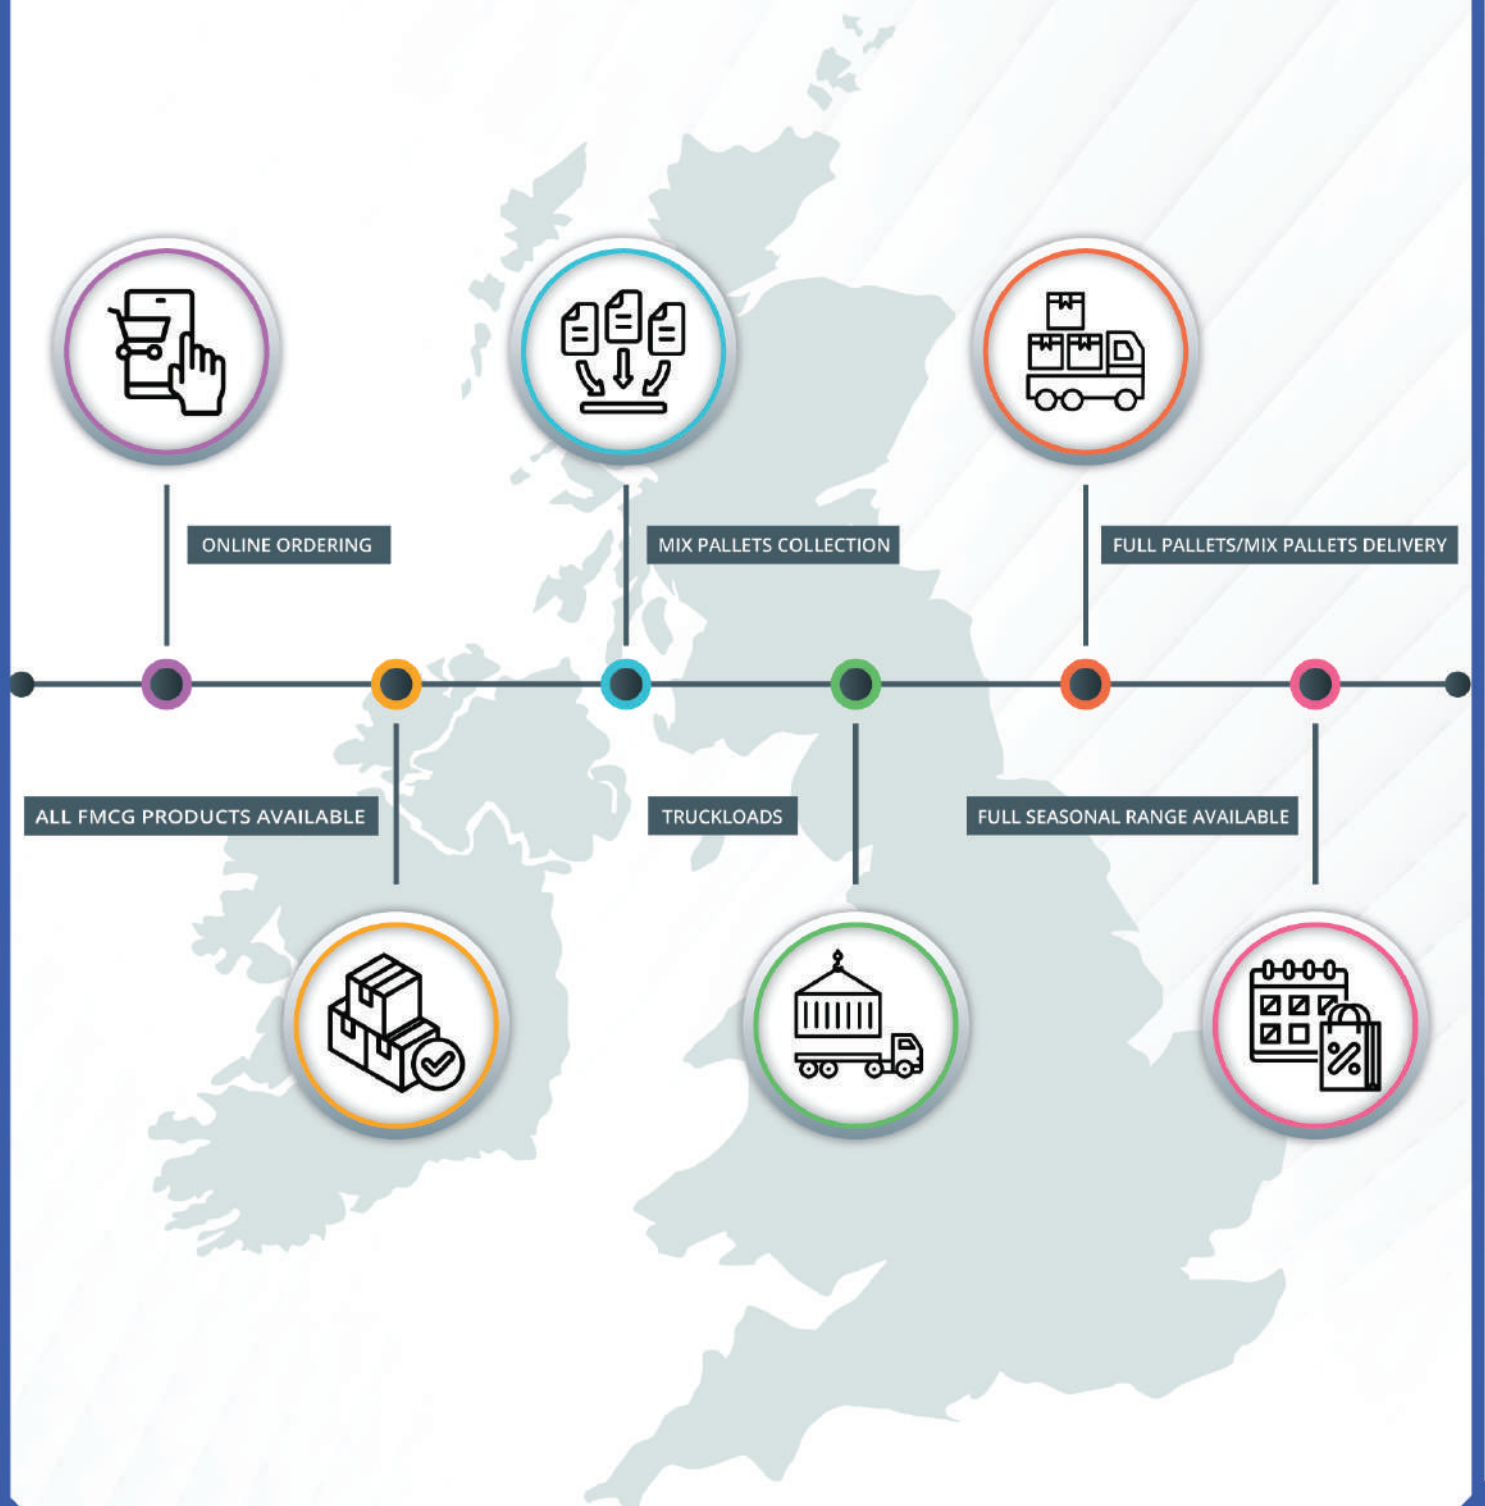 ONLINE ORDERING
MIX PALLETS COLLECTION
FULL PALLETS/MIX PALLETS DELIVERY
ALL FMCG PRODUCTS AVAILABLE
TRUCKLOADS
FULL SEASONAL RANGE AVAILABLE